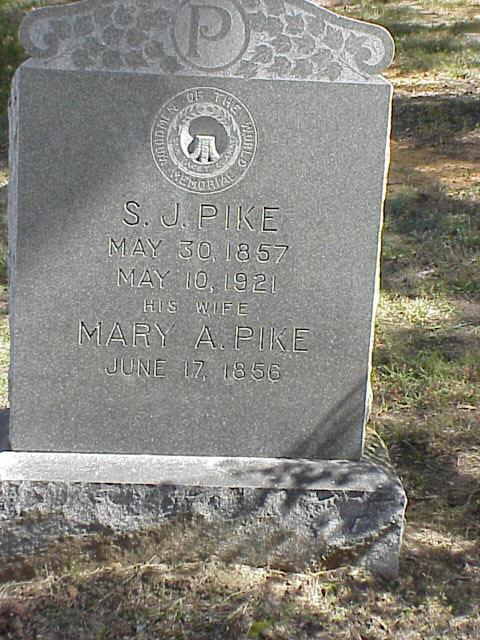 P
WOODMEN OF THE WORLD
MEMORIAL
S. J. PIKE
MAY 30, 1857
MAY 10, 1921
HIS WIFE
MARY A. PIKE
JUNE 17, 1856